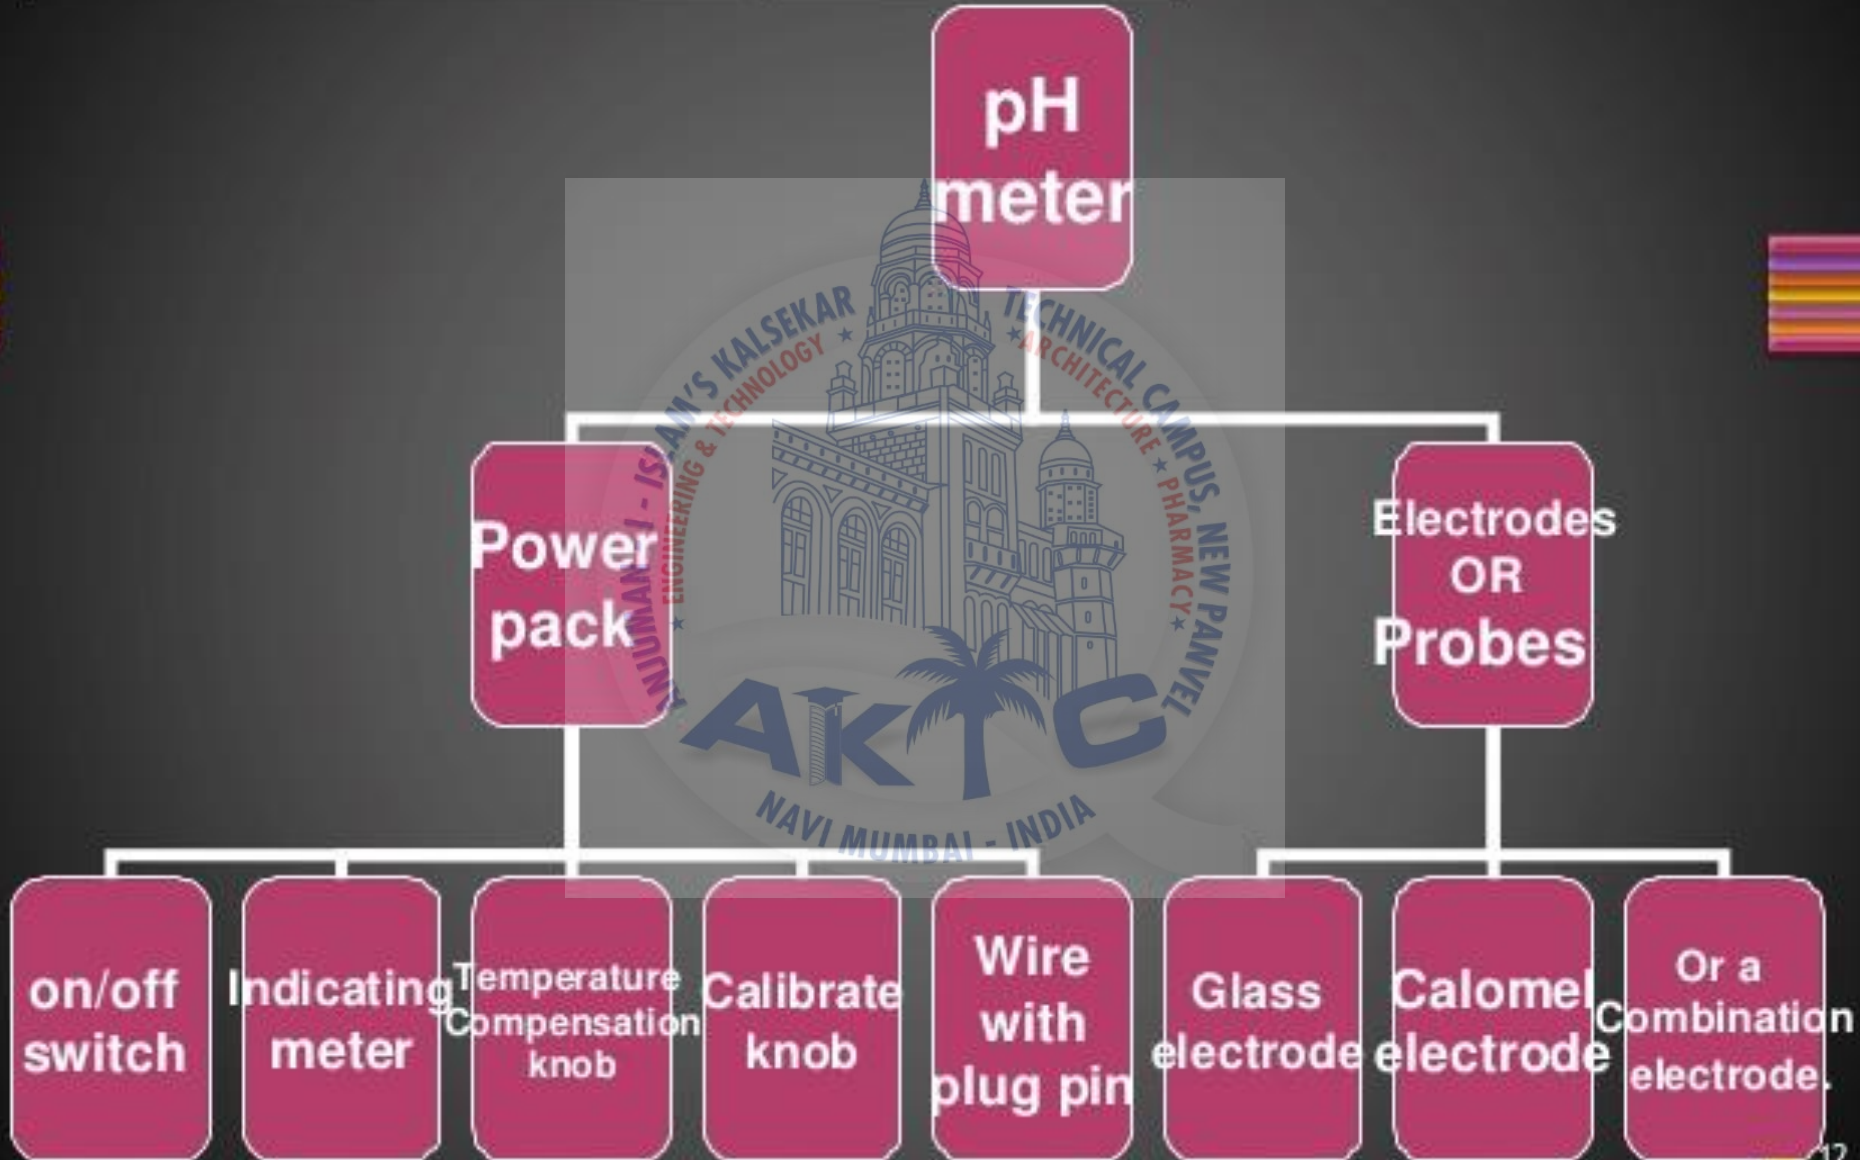 pH
meter
Power
pack
Electrodes
OR
Probes
on/off
switch
Indicating
meter
Temperature
Compensation
knob
Calibrate
knob
Wire
with
plug pin
Glass
electrode
Calomel
electrode
Or a
Combination
electrode.
ANJUMAN-I-ISLAM'S KALSEKAR TECHNICAL CAMPUS, NEW PANVEL
ENGINEERING & TECHNOLOGY ★ ★ ARCHITECTURE ★ PHARMACY ★
AKTC
NAVI MUMBAI - INDIA
12